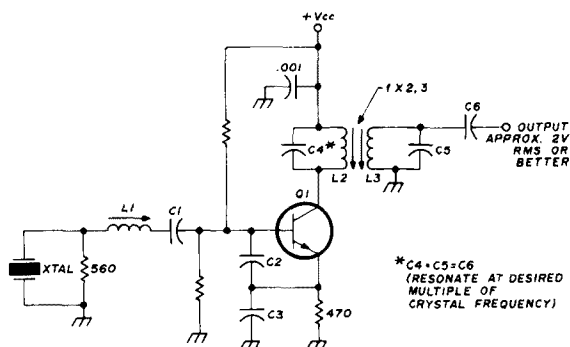 + Vcc
.001
1 X 2, 3
C6
OUTPUT
APPROX. 2V
RMS OR
BETTER
C4*
L2
L3
C5
Q1
L1
C1
XTAL
560
C2
C3
470
*C4 = C5 = C6
(RESONATE AT DESIRED
MULTIPLE OF
CRYSTAL FREQUENCY)